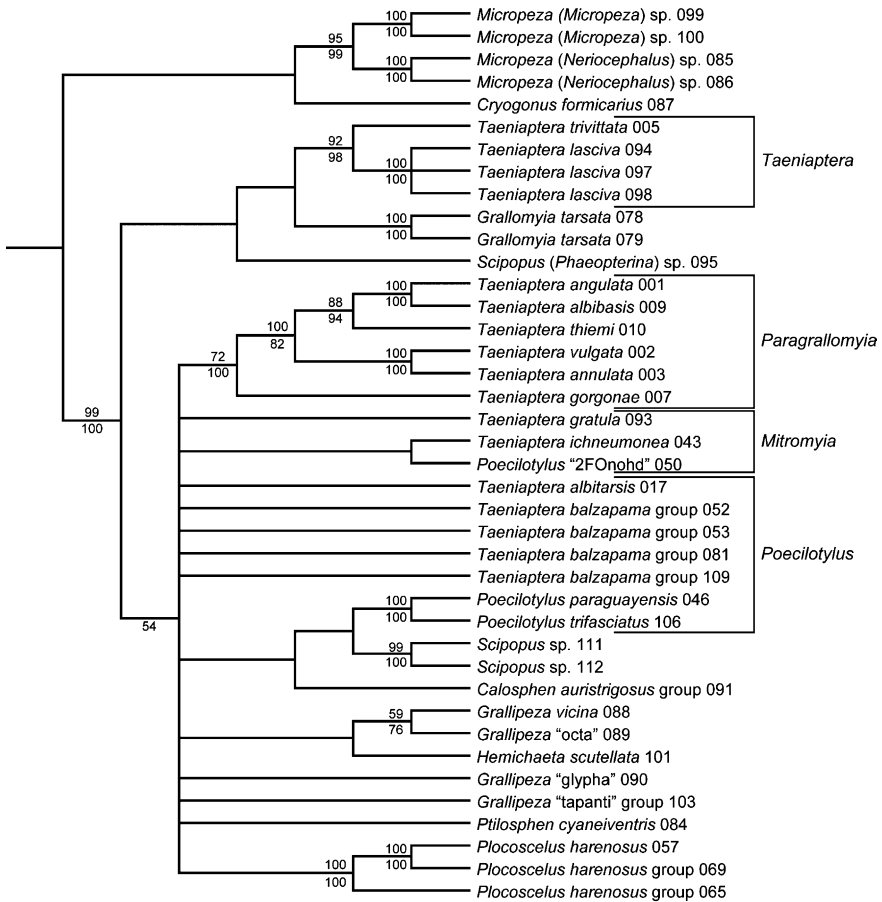 Micropeza (Micropeza) sp. 099
100
100
Micropeza (Micropeza) sp. 100
95
99
Micropeza (Neriocephalus) sp. 085
100
100
Micropeza (Neriocephalus) sp. 086
Cryogonus formicarius 087
Taeniaptera trivittata 005
92
98
Taeniaptera lasciva 094
100
100
Taeniaptera lasciva 097
Taeniaptera lasciva 098
Taeniaptera
Grallomyia tarsata 078
100
100
Grallomyia tarsata 079
Scipopus (Phaeopterina) sp. 095
Taeniaptera angulata 001
100
100
Taeniaptera albibasis 009
88
94
Taeniaptera thiemi 010
100
82
Taeniaptera vulgata 002
100
100
Taeniaptera annulata 003
72
100
Taeniaptera gorgonae 007
Paragrallomyia
Taeniaptera gratula 093
99
100
Taeniaptera ichneumonea 043
Poecilotylus “2FOnohd” 050
Mitromyia
Taeniaptera albitarsis 017
Taeniaptera balzapama group 052
Taeniaptera balzapama group 053
Taeniaptera balzapama group 081
Taeniaptera balzapama group 109
Poecilotylus
Poecilotylus paraguayensis 046
100
100
Poecilotylus trifasciatus 106
54
Scipopus sp. 111
99
100
Scipopus sp. 112
Calosphen auristrigosus group 091
Grallipeza vicina 088
59
76
Grallipeza “octa” 089
Hemichaeta scutellata 101
Grallipeza “glypha” 090
Grallipeza “tapanti” group 103
Ptilosphen cyaneiventris 084
Plocoscelus harenosus 057
100
100
Plocoscelus harenosus group 069
100
100
Plocoscelus harenosus group 065